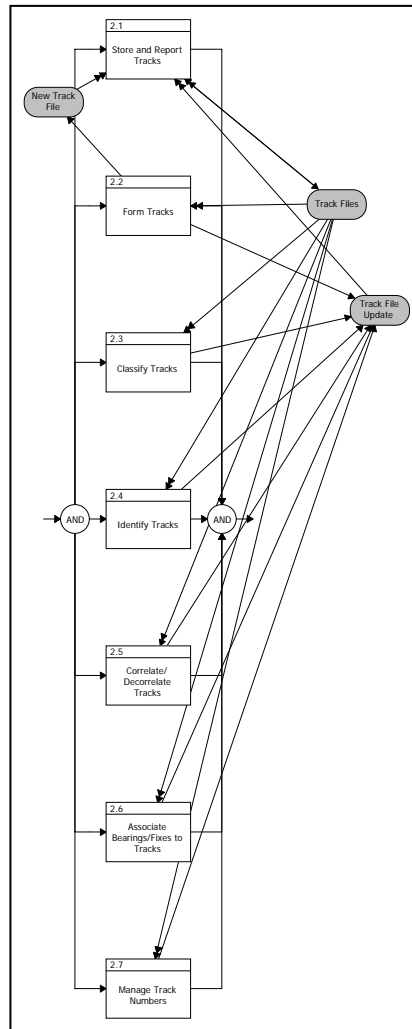 2.1
Store and Report
Tracks
New Track
File
2.2
Form Tracks
Track Files
Track File
Update
2.3
Classify Tracks
2.4
AND
Identify Tracks
AND
2.5
Correlate/
Decorrelate
Tracks
2.6
Associate
Bearings/Fixes to
Tracks
2.7
Manage Track
Numbers